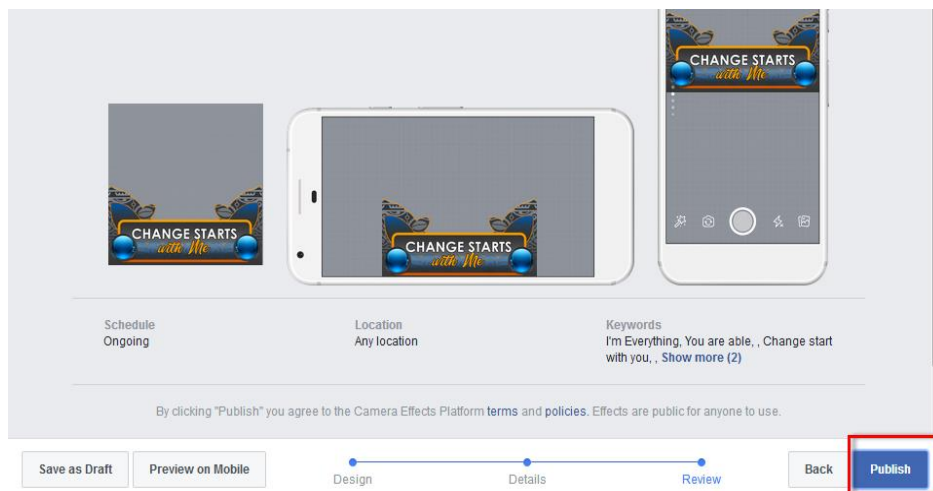 CHANGE STARTS
with Me
CHANGE STARTS
with Me
CHANGE STARTS
with Me
Schedule
Ongoing
Location
Any location
Keywords
I'm Everything, You are able, , Change start
with you, , Show more (2)
By clicking "Publish" you agree to the Camera Effects Platform terms and policies. Effects are public for anyone to use.
Save as Draft
Preview on Mobile
Design
Details
Review
Back
Publish